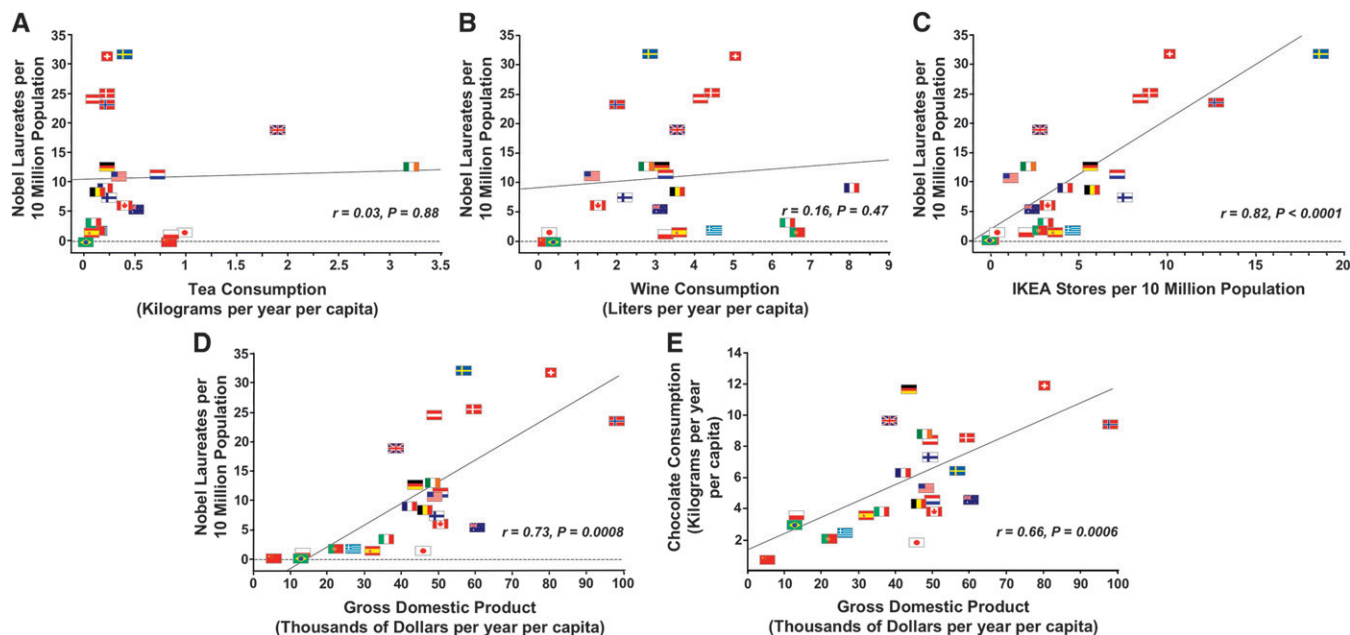 A
Nobel Laureates per
10 Million Population
35
30
25
20
15
10
5
0
r = 0.03, P = 0.88
0 0.5 1 1.5 2 2.5 3 3.5
Tea Consumption
(Kilograms per year per capita)
B
Nobel Laureates per
10 Million Population
35
30
25
20
15
10
5
0
r = 0.16, P = 0.47
0 1 2 3 4 5 6 7 8 9
Wine Consumption
(Liters per year per capita)
C
Nobel Laureates per
10 Million Population
35
30
25
20
15
10
5
0
r = 0.82, P < 0.0001
0 5 10 15 20
IKEA Stores per 10 Million Population
D
Nobel Laureates per
10 Million Population
35
30
25
20
15
10
5
0
r = 0.73, P = 0.0008
0 10 20 30 40 50 60 70 80 90 100
Gross Domestic Product
(Thousands of Dollars per year per capita)
E
Chocolate Consumption
(Kilograms per year
per capita)
14
12
10
8
6
4
2
r = 0.66, P = 0.0006
0 10 20 30 40 50 60 70 80 90 100
Gross Domestic Product
(Thousands of Dollars per year per capita)